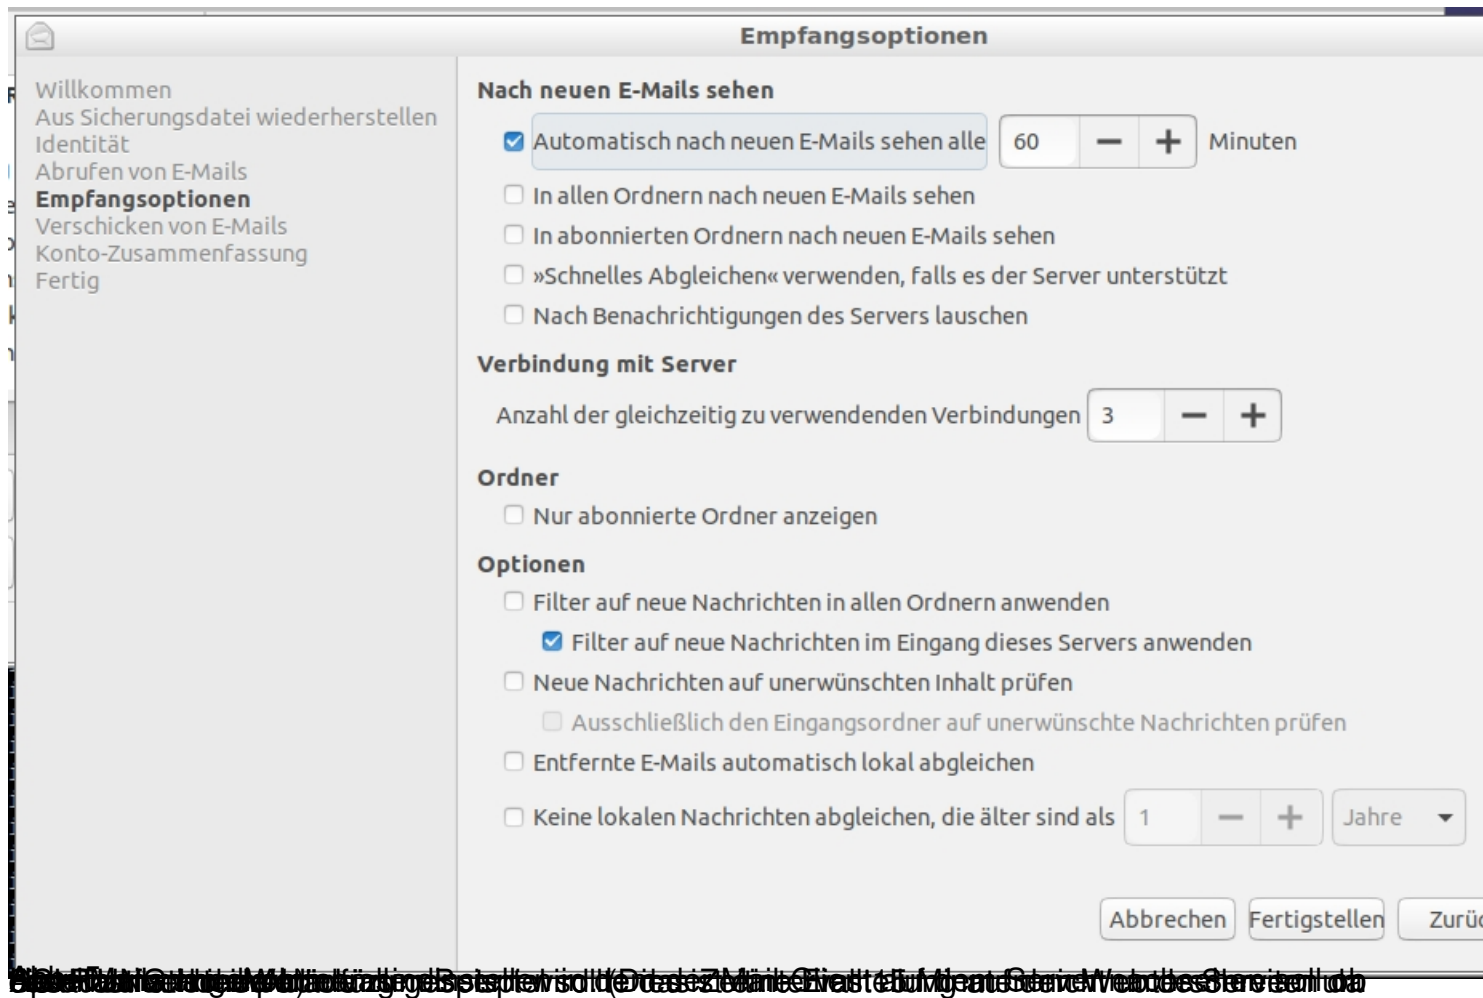 Empfangsoptionen
Willkommen
Aus Sicherungsdatei wiederherstellen
Identität
Abrufen von E-Mails
Empfangsoptionen
Verschicken von E-Mails
Konto-Zusammenfassung
Fertig
Nach neuen E-Mails sehen
Automatisch nach neuen E-Mails sehen alle 60 Minuten
In allen Ordnern nach neuen E-Mails sehen
In abonnierten Ordnern nach neuen E-Mails sehen
»Schnelles Abgleichen« verwenden, falls es der Server unterstützt
Nach Benachrichtigungen des Servers lauschen
Verbindung mit Server
Anzahl der gleichzeitig zu verwendenden Verbindungen 3
Ordner
Nur abonnierte Ordner anzeigen
Optionen
Filter auf neue Nachrichten in allen Ordnern anwenden
Filter auf neue Nachrichten im Eingang dieses Servers anwenden
Neue Nachrichten auf unerwünschten Inhalt prüfen
Ausschließlich den Eingangsordner auf unerwünschte Nachrichten prüfen
Entfernte E-Mails automatisch lokal abgleichen
Keine lokalen Nachrichten abgleichen, die älter sind als 1 Jahre
Abbrechen Fertigstellen